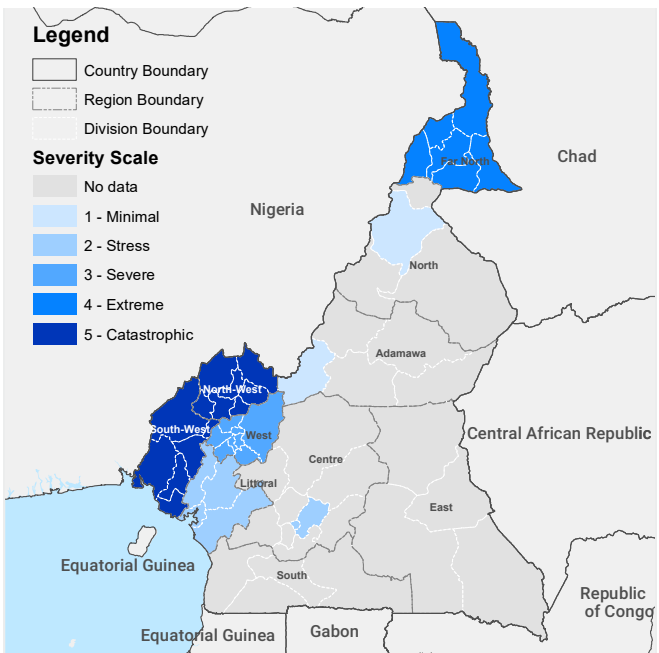 Legend
Country Boundary
Region Boundary
Division Boundary
Severity Scale
No data
1 - Minimal
2 - Stress
3 - Severe
4 - Extreme
5 - Catastrophic
Far North
Chad
Nigeria
North
Adamawa
North-West
South-West
West
Central African Republic
Centre
Littoral
East
Equatorial Guinea
South
Republic
of Congo
Equatorial Guinea
Gabon